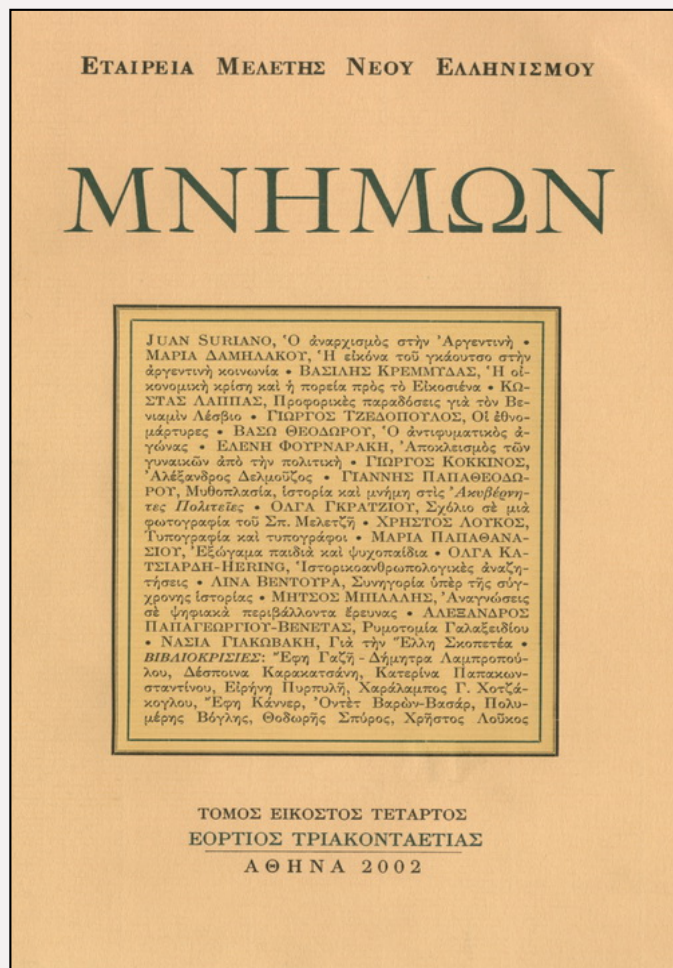 ΕΤΑΙΡΕΙΑ ΜΕΛΕΤΗΣ ΝΕΟΥ ΕΛΛΗΝΙΣΜΟΥ
ΜΝΗΜΩΝ
JUAN SURIANO, Ὁ ἀναρχισμὸς στὴν Ἀργεντινὴ •
ΜΑΡΙΑ ΔΑΜΗΛΑΚΟΥ, Ἡ εἰκόνα τοῦ γκάουτσο στὴν
ἀργεντινὴ κοινωνία • ΒΑΣΙΛΗΣ ΚΡΕΜΜΥΔΑΣ, Ἡ οἰ-
κονομικὴ κρίση καὶ ἡ πορεία πρὸς τὸ Εἰκοσιένα • ΚΩ-
ΣΤΑΣ ΛΑΠΠΑΣ, Προφορικὲς παραδόσεις γιὰ τὸν Βε-
νιαμὶν Λέσβιο • ΓΙΩΡΓΟΣ ΤΖΕΔΟΠΟΥΛΟΣ, Οἱ ἐθνο-
μάρτυρες • ΒΑΣΩ ΘΕΟΔΩΡΟΥ, Ὁ ἀντιφυματικὸς ἀ-
γώνας • ΕΛΕΝΗ ΦΟΥΡΝΑΡΑΚΗ, Ἀποκλεισμὸς τῶν
γυναικῶν ἀπὸ τὴν πολιτικὴ • ΓΙΩΡΓΟΣ ΚΟΚΚΙΝΟΣ,
Ἀλέξανδρος Δελμοῦζος • ΓΙΑΝΝΗΣ ΠΑΠΑΘΕΟΔΩ-
ΡΟΥ, Μυθοπλασία, ἱστορία καὶ μνήμη στὶς Ἀκυβέρνη-
τες Πολιτεῖες • ΟΛΓΑ ΓΚΡΑΤΖΙΟΥ, Σχόλιο σὲ μιὰ
φωτογραφία τοῦ Σπ. Μελετζῆ • ΧΡΗΣΤΟΣ ΛΟΥΚΟΣ,
Τυπογραφία καὶ τυπογράφοι • ΜΑΡΙΑ ΠΑΠΑΘΑΝΑ-
ΣΙΟΥ, Ἐξώγαμα παιδιὰ καὶ ψυχοπαίδια • ΟΛΓΑ ΚΑ-
ΤΣΙΑΡΔΗ-HERING, Ἱστορικοανθρωπολογικὲς ἀναζη-
τήσεις • ΛΙΝΑ ΒΕΝΤΟΥΡΑ, Συνηγορία ὑπὲρ τῆς σύγ-
χρονης ἱστορίας • ΜΗΤΣΟΣ ΜΠΙΛΑΛΗΣ, Ἀναγνώσεις
σὲ ψηφιακὰ περιβάλλοντα ἔρευνας • ΑΛΕΞΑΝΔΡΟΣ
ΠΑΠΑΓΕΩΡΓΙΟΥ-ΒΕΝΕΤΑΣ, Ρυμοτομία Γαλαξειδίου
• ΝΑΣΙΑ ΓΙΑΚΩΒΑΚΗ, Γιὰ τὴν Ἕλλη Σκοπετέα •
ΒΙΒΛΙΟΚΡΙΣΙΕΣ: Ἔφη Γαζῆ - Δήμητρα Λαμπροπού-
λου, Δέσποινα Καρακατσάνη, Κατερίνα Παπακων-
σταντίνου, Εἰρήνη Πυρπυλῆ, Χαράλαμπος Γ. Χοτζά-
κογλου, Ἔφη Κάννερ, Ὀντὲτ Βαρὼν-Βασάρ, Πολυ-
μέρης Βόγλης, Θοδωρῆς Σπύρος, Χρῆστος Λοῦκος
ΤΟΜΟΣ ΕΙΚΟΣΤΟΣ ΤΕΤΑΡΤΟΣ
ΕΟΡΤΙΟΣ ΤΡΙΑΚΟΝΤΑΕΤΙΑΣ
ΑΘΗΝΑ 2002